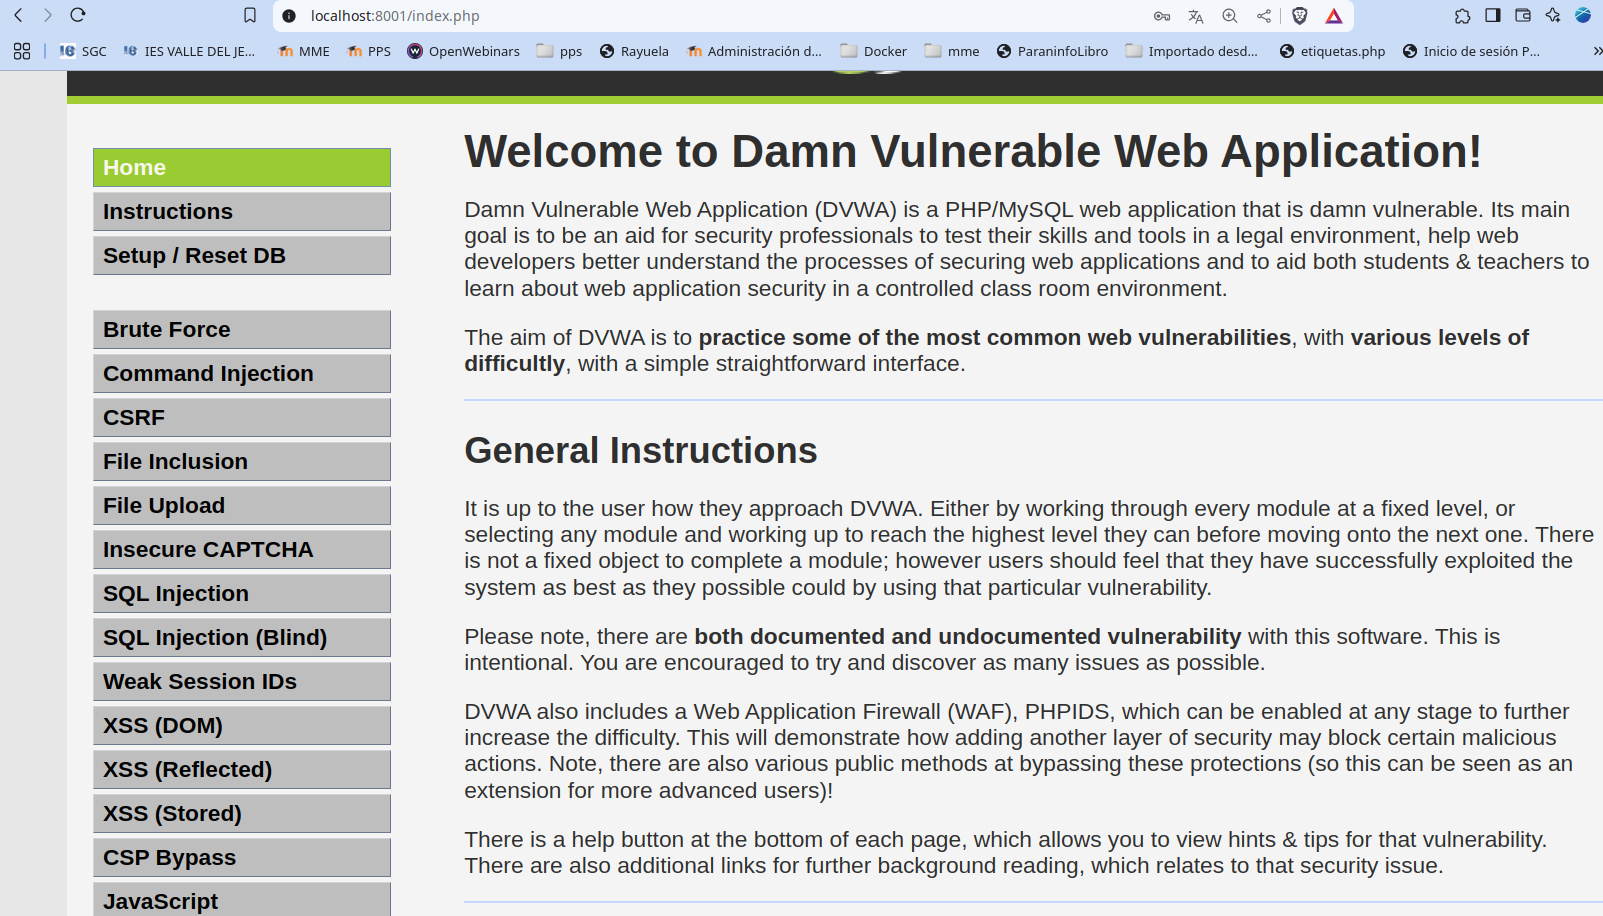 localhost:8001/index.php
SGC
IES VALLE DEL JE...
MME
PPS
OpenWebinars
pps
Rayuela
Administración d...
Docker
mme
ParaninfoLibro
Importado desd...
etiquetas.php
Inicio de sesión P...
»
Home
Instructions
Setup / Reset DB
Brute Force
Command Injection
CSRF
File Inclusion
File Upload
Insecure CAPTCHA
SQL Injection
SQL Injection (Blind)
Weak Session IDs
XSS (DOM)
XSS (Reflected)
XSS (Stored)
CSP Bypass
JavaScript
Welcome to Damn Vulnerable Web Application!
Damn Vulnerable Web Application (DVWA) is a PHP/MySQL web application that is damn vulnerable. Its main
goal is to be an aid for security professionals to test their skills and tools in a legal environment, help web
developers better understand the processes of securing web applications and to aid both students & teachers to
learn about web application security in a controlled class room environment.
The aim of DVWA is to practice some of the most common web vulnerabilities, with various levels of
difficultly, with a simple straightforward interface.
General Instructions
It is up to the user how they approach DVWA. Either by working through every module at a fixed level, or
selecting any module and working up to reach the highest level they can before moving onto the next one. There
is not a fixed object to complete a module; however users should feel that they have successfully exploited the
system as best as they possible could by using that particular vulnerability.
Please note, there are both documented and undocumented vulnerability with this software. This is
intentional. You are encouraged to try and discover as many issues as possible.
DVWA also includes a Web Application Firewall (WAF), PHPIDS, which can be enabled at any stage to further
increase the difficulty. This will demonstrate how adding another layer of security may block certain malicious
actions. Note, there are also various public methods at bypassing these protections (so this can be seen as an
extension for more advanced users)!
There is a help button at the bottom of each page, which allows you to view hints & tips for that vulnerability.
There are also additional links for further background reading, which relates to that security issue.